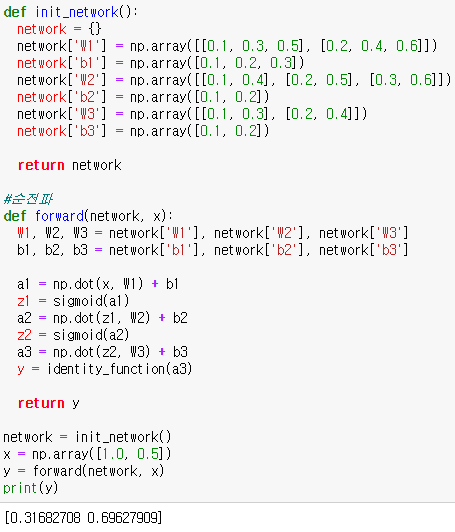 def init_network():
  network = {}
  network['W1'] = np.array([[0.1, 0.3, 0.5], [0.2, 0.4, 0.6]])
  network['b1'] = np.array([0.1, 0.2, 0.3])
  network['W2'] = np.array([[0.1, 0.4], [0.2, 0.5], [0.3, 0.6]])
  network['b2'] = np.array([0.1, 0.2])
  network['W3'] = np.array([[0.1, 0.3], [0.2, 0.4]])
  network['b3'] = np.array([0.1, 0.2])

  return network

#순전파
def forward(network, x):
  W1, W2, W3 = network['W1'], network['W2'], network['W3']
  b1, b2, b3 = network['b1'], network['b2'], network['b3']

  a1 = np.dot(x, W1) + b1
  z1 = sigmoid(a1)
  a2 = np.dot(z1, W2) + b2
  z2 = sigmoid(a2)
  a3 = np.dot(z2, W3) + b3
  y = identity_function(a3)

  return y

network = init_network()
x = np.array([1.0, 0.5])
y = forward(network, x)
print(y)

[0.31682708 0.69627909]